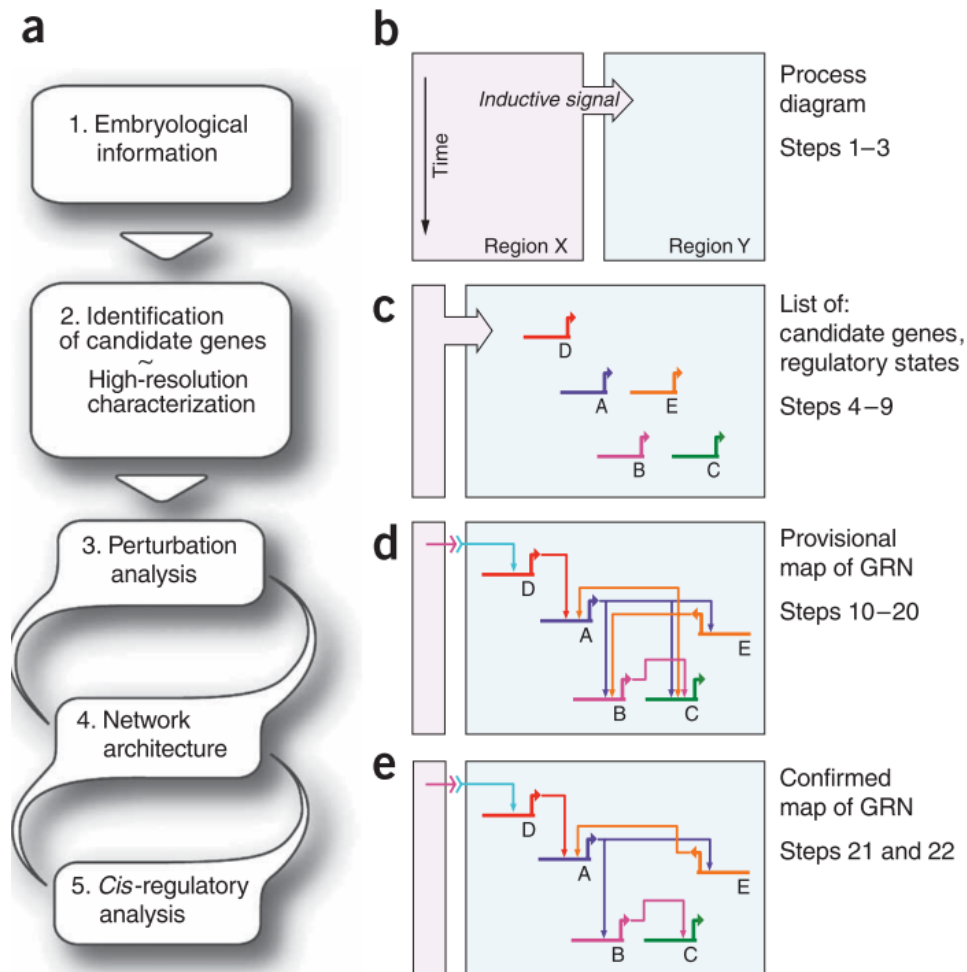 a
1. Embryological
information
2. Identification
of candidate genes
~
High-resolution
characterization
3. Perturbation
analysis
4. Network
architecture
5. Cis-regulatory
analysis
b
Inductive signal
Time
Region X
Region Y
Process
diagram
Steps 1–3
c
D
A
E
B
C
List of:
candidate genes,
regulatory states
Steps 4–9
d
D
A
E
B
C
Provisional
map of GRN
Steps 10–20
e
D
A
E
B
C
Confirmed
map of GRN
Steps 21 and 22